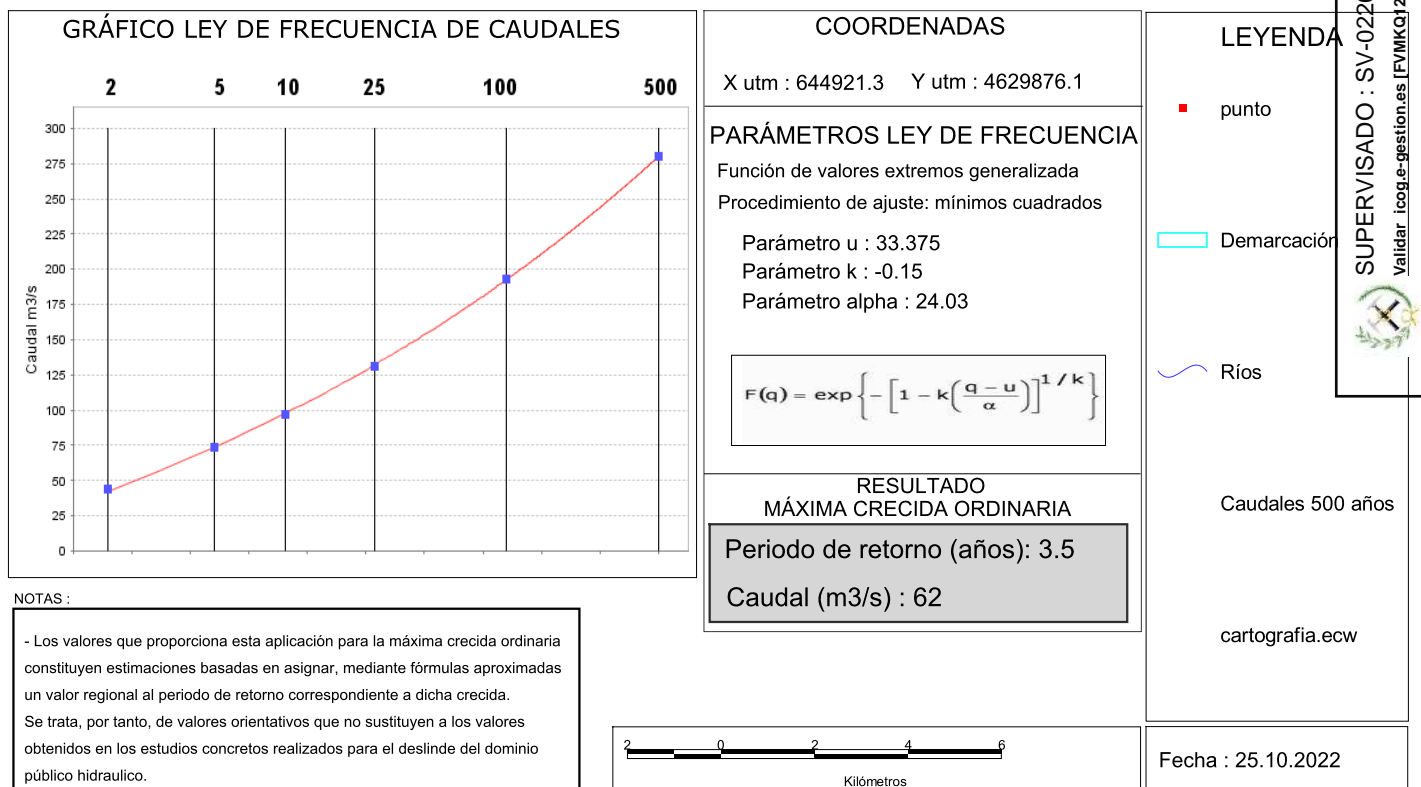 GRÁFICO LEY DE FRECUENCIA DE CAUDALES
2 5 10 25 100 500
300
275
250
225
200
175
150
125
100
75
50
25
0
Caudal m3/s
NOTAS :
- Los valores que proporciona esta aplicación para la máxima crecida ordinaria
constituyen estimaciones basadas en asignar, mediante fórmulas aproximadas
un valor regional al periodo de retorno correspondiente a dicha crecida.
Se trata, por tanto, de valores orientativos que no sustituyen a los valores
obtenidos en los estudios concretos realizados para el deslinde del dominio
público hidraulico.
COORDENADAS
X utm : 644921.3 Y utm : 4629876.1
PARÁMETROS LEY DE FRECUENCIA
Función de valores extremos generalizada
Procedimiento de ajuste: mínimos cuadrados
Parámetro u : 33.375
Parámetro k : -0.15
Parámetro alpha : 24.03
F(q) = exp{-[1 - k(q - u / α)]^1/k}
RESULTADO
MÁXIMA CRECIDA ORDINARIA
Periodo de retorno (años): 3.5
Caudal (m3/s) : 62
2 0 2 4 6
Kilómetros
LEYENDA
punto
Demarcación
Ríos
Caudales 500 años
cartografia.ecw
Fecha : 25.10.2022
SUPERVISADO : SV-022
Validar icog.e-gestion.es [FVMKQ12